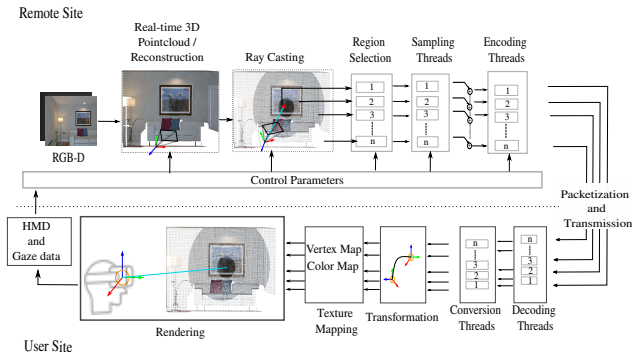 Remote Site
Real-time 3D
Pointcloud /
Reconstruction
Ray Casting
Region
Selection
Sampling
Threads
Encoding
Threads
1
2
3
n
1
2
3
n
1
2
3
n
RGB-D
Control Parameters
Packetization
and
Transmission
HMD
and
Gaze data
Rendering
Vertex Map
Color Map
Texture
Mapping
Transformation
n
3
2
1
Conversion
Threads
n
3
2
1
Decoding
Threads
User Site